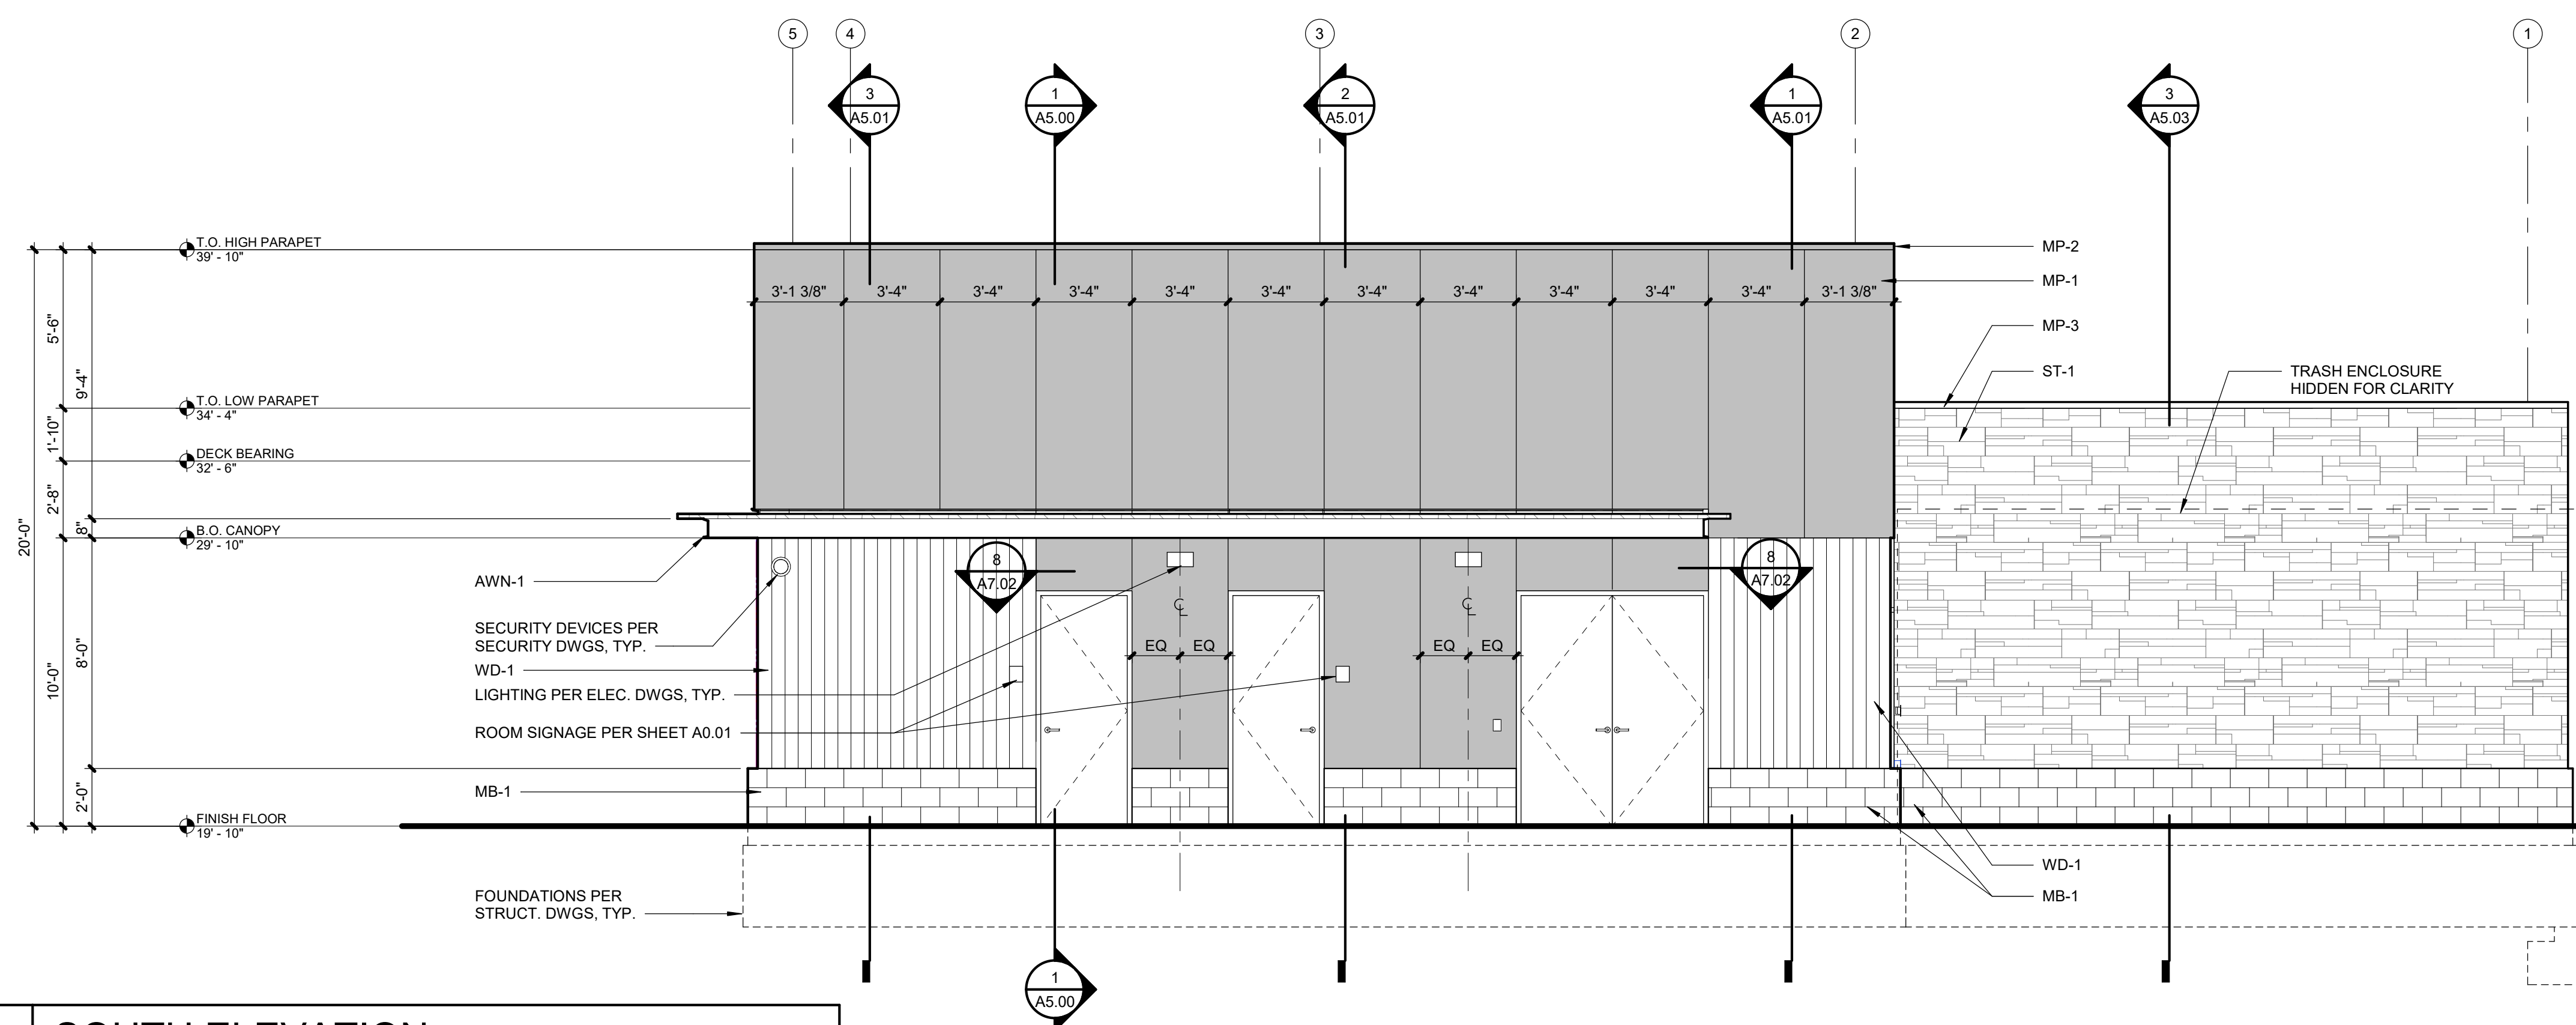 5
4
3
2
1
3
A5.01
1
A5.00
2
A5.01
1
A5.01
3
A5.03
T.O. HIGH PARAPET
39' - 10"
MP-2
MP-1
3'-1 3/8"
3'-4"
3'-4"
3'-4"
3'-4"
3'-4"
3'-4"
3'-4"
3'-4"
3'-4"
3'-4"
3'-1 3/8"
MP-3
ST-1
TRASH ENCLOSURE
HIDDEN FOR CLARITY
5'-6"
9'-4"
T.O. LOW PARAPET
34' - 4"
1'-10"
DECK BEARING
32' - 6"
2'-8"
8"
20'-0"
B.O. CANOPY
29' - 10"
AWN-1
8
A7.02
8
A7.02
SECURITY DEVICES PER
SECURITY DWGS, TYP.
WD-1
LIGHTING PER ELEC. DWGS, TYP.
ROOM SIGNAGE PER SHEET A0.01
CL
CL
EQ
EQ
EQ
EQ
10'-0"
8'-0"
2'-0"
MB-1
FINISH FLOOR
19' - 10"
WD-1
MB-1
FOUNDATIONS PER
STRUCT. DWGS, TYP.
1
A5.00
SOUTH ELEVATION